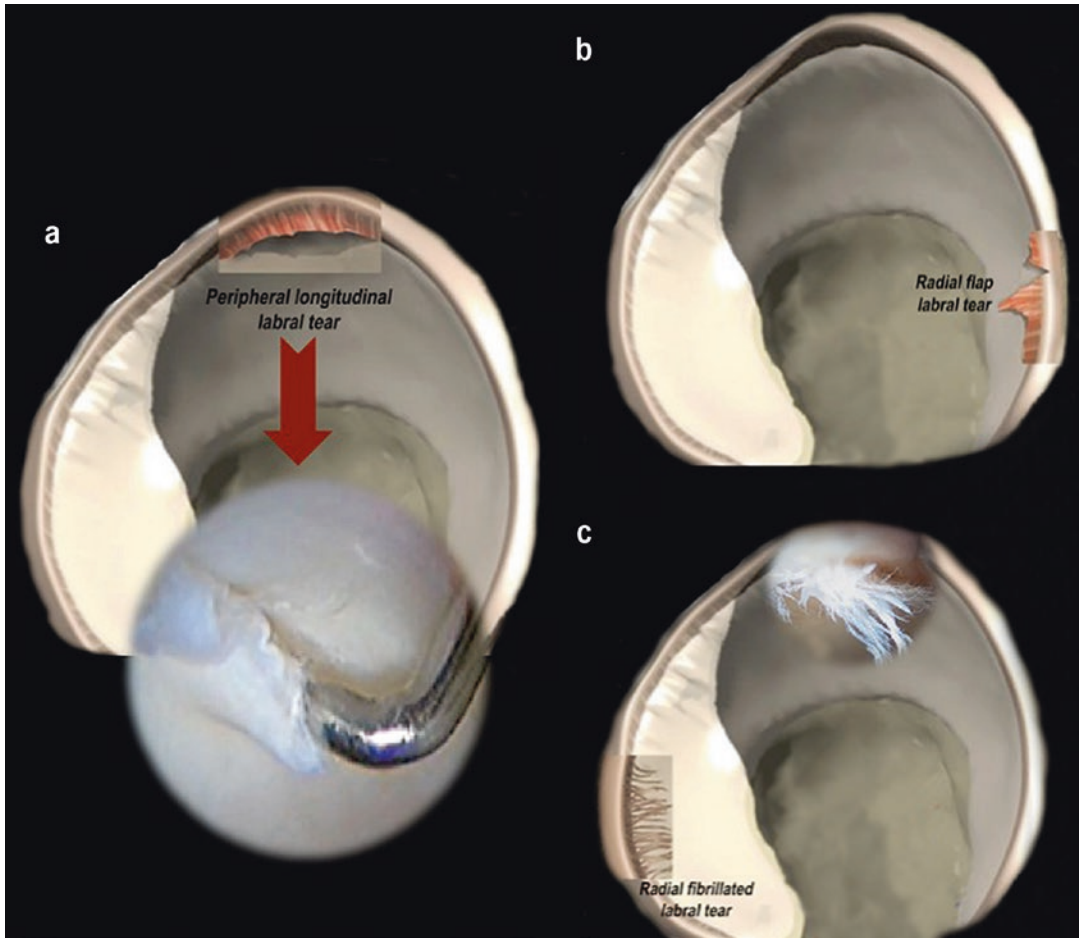 a
Peripheral longitudinal
labral tear
b
Radial flap
labral tear
c
Radial fibrillated
labral tear